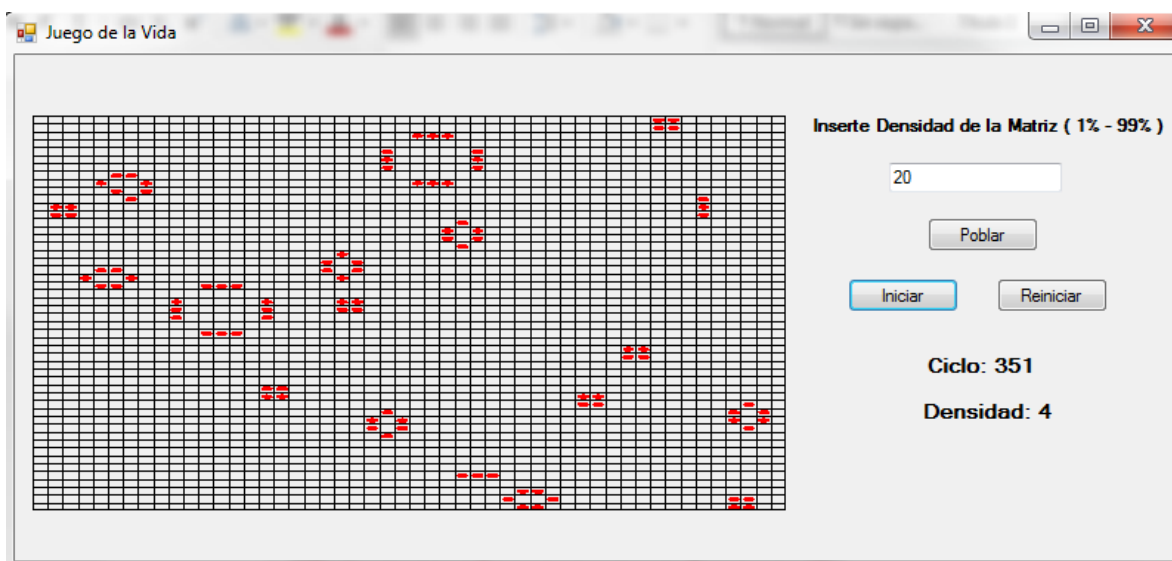 Juego de la Vida
Inserte Densidad de la Matriz ( 1% - 99% )
20
Poblar
Iniciar
Reiniciar
Ciclo: 351
Densidad: 4